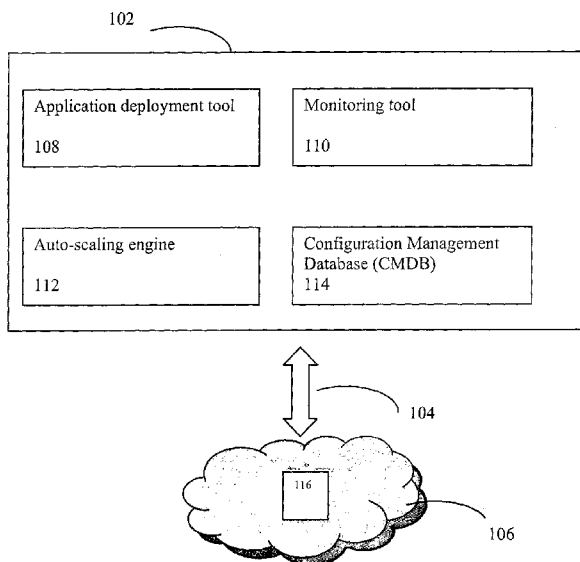 102
Application deployment tool
108
Monitoring tool
110
Auto-scaling engine
112
Configuration Management
Database (CMDB)
114
104
116
106